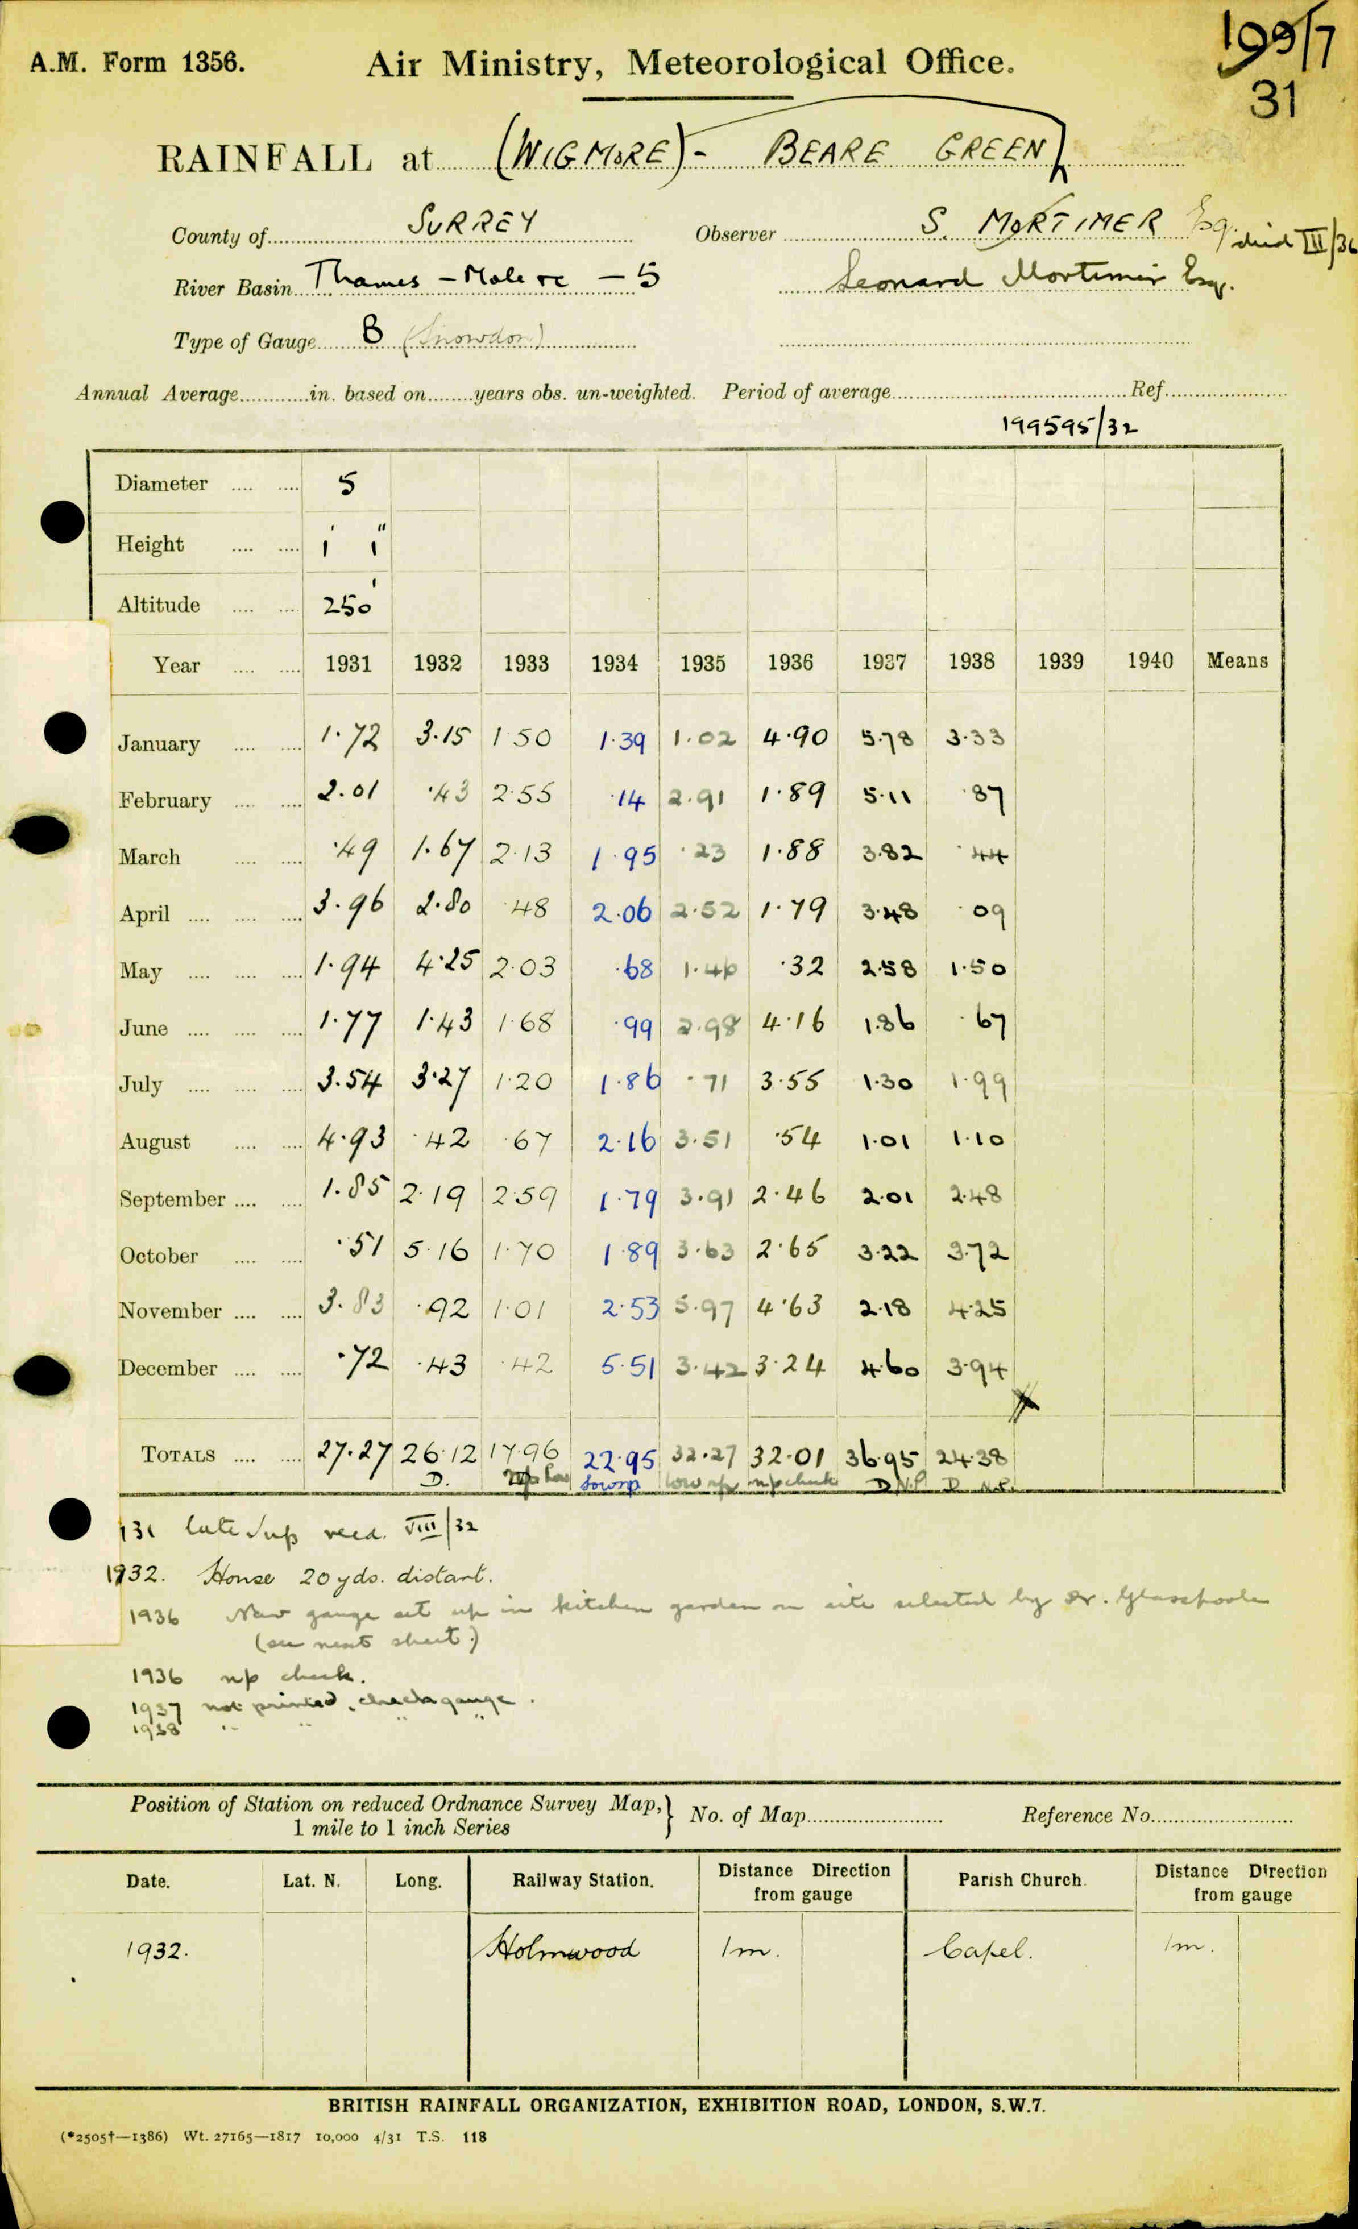 199/7
A.M. Form 1356. Air Ministry, Meteorological Office.
31
RAINFALL at (WIGMORE) - BEARE GREEN
County of SURREY Observer S. MORTIMER Esq. died III/36
River Basin Thames - Mole &c - 5 Leonard Mortimer Esq.
Type of Gauge B (Snowdon)
Annual Average in. based on years obs. un-weighted. Period of average Ref.
199595/32
Diameter 5
Height 1' 1"
Altitude 250'
Year 1931 1932 1933 1934 1935 1936 1937 1938 1939 1940 Means
January 1.72 3.15 1.50 1.39 1.02 4.90 5.78 3.33
February 2.01 .43 2.55 .14 2.91 1.89 5.11 .87
March .49 1.67 2.13 1.95 .23 1.88 3.82 .44
April 3.96 2.80 .48 2.06 2.52 1.79 3.48 .09
May 1.94 4.25 2.03 .68 1.46 .32 2.58 1.50
June 1.77 1.43 1.68 .99 2.98 4.16 1.86 .67
July 3.54 3.27 1.20 1.86 .71 3.55 1.30 1.99
August 4.93 .42 .67 2.16 3.51 .54 1.01 1.10
September 1.85 2.19 2.59 1.79 3.91 2.46 2.01 2.48
October .51 5.16 1.70 1.89 3.63 2.65 3.22 3.72
November 3.83 .92 1.01 2.53 5.97 4.63 2.18 4.25
December .72 .43 .42 5.51 3.42 3.24 4.60 3.94
TOTALS 27.27 26.12 17.96 22.95 32.27 32.01 36.95 24.38
D. np low low np low np np check D N.P. D N.P.
131 late Sup recd. VIII/32
1932. House 20 yds. distant.
1936 New gauge set up in kitchen garden on site selected by Dr. Glasspoole
(see next sheet.)
1936 np check.
1937 not printed, check gauge.
1938 " " " "
Position of Station on reduced Ordnance Survey Map, } No. of Map Reference No.
1 mile to 1 inch Series
Date. Lat. N. Long. Railway Station. Distance Direction from gauge Parish Church. Distance Direction from gauge
1932. Holmwood 1m. Capel. 1m.
BRITISH RAINFALL ORGANIZATION, EXHIBITION ROAD, LONDON, S.W.7.
(*2505†—1386) Wt. 27165—1817 10,000 4/31 T.S. 118